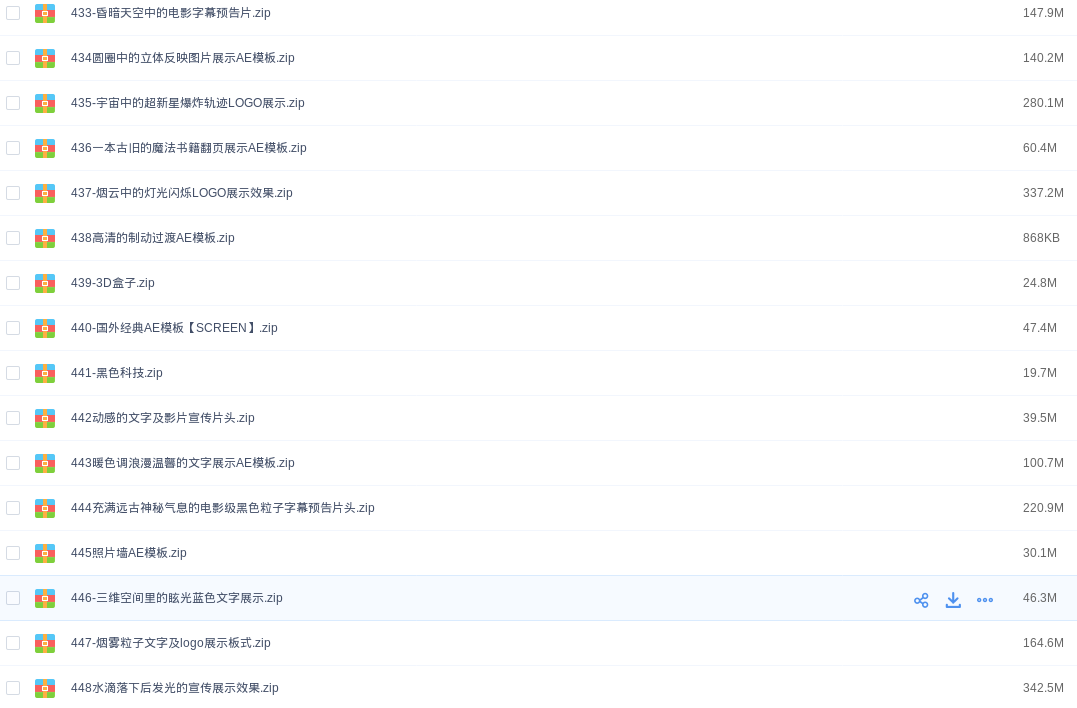 433-昏暗天空中的电影字幕预告片.zip 147.9M
434圆圈中的立体反映图片展示AE模板.zip 140.2M
435-宇宙中的超新星爆炸轨迹LOGO展示.zip 280.1M
436一本古旧的魔法书籍翻页展示AE模板.zip 60.4M
437-烟云中的灯光闪烁LOGO展示效果.zip 337.2M
438高清的制动过渡AE模板.zip 868KB
439-3D盒子.zip 24.8M
440-国外经典AE模板【SCREEN】.zip 47.4M
441-黑色科技.zip 19.7M
442动感的文字及影片宣传片头.zip 39.5M
443暖色调浪漫温馨的文字展示AE模板.zip 100.7M
444充满远古神秘气息的电影级黑色粒子字幕预告片头.zip 220.9M
445照片墙AE模板.zip 30.1M
446-三维空间里的眩光蓝色文字展示.zip 46.3M
447-烟雾粒子文字及logo展示板式.zip 164.6M
448水滴落下后发光的宣传展示效果.zip 342.5M